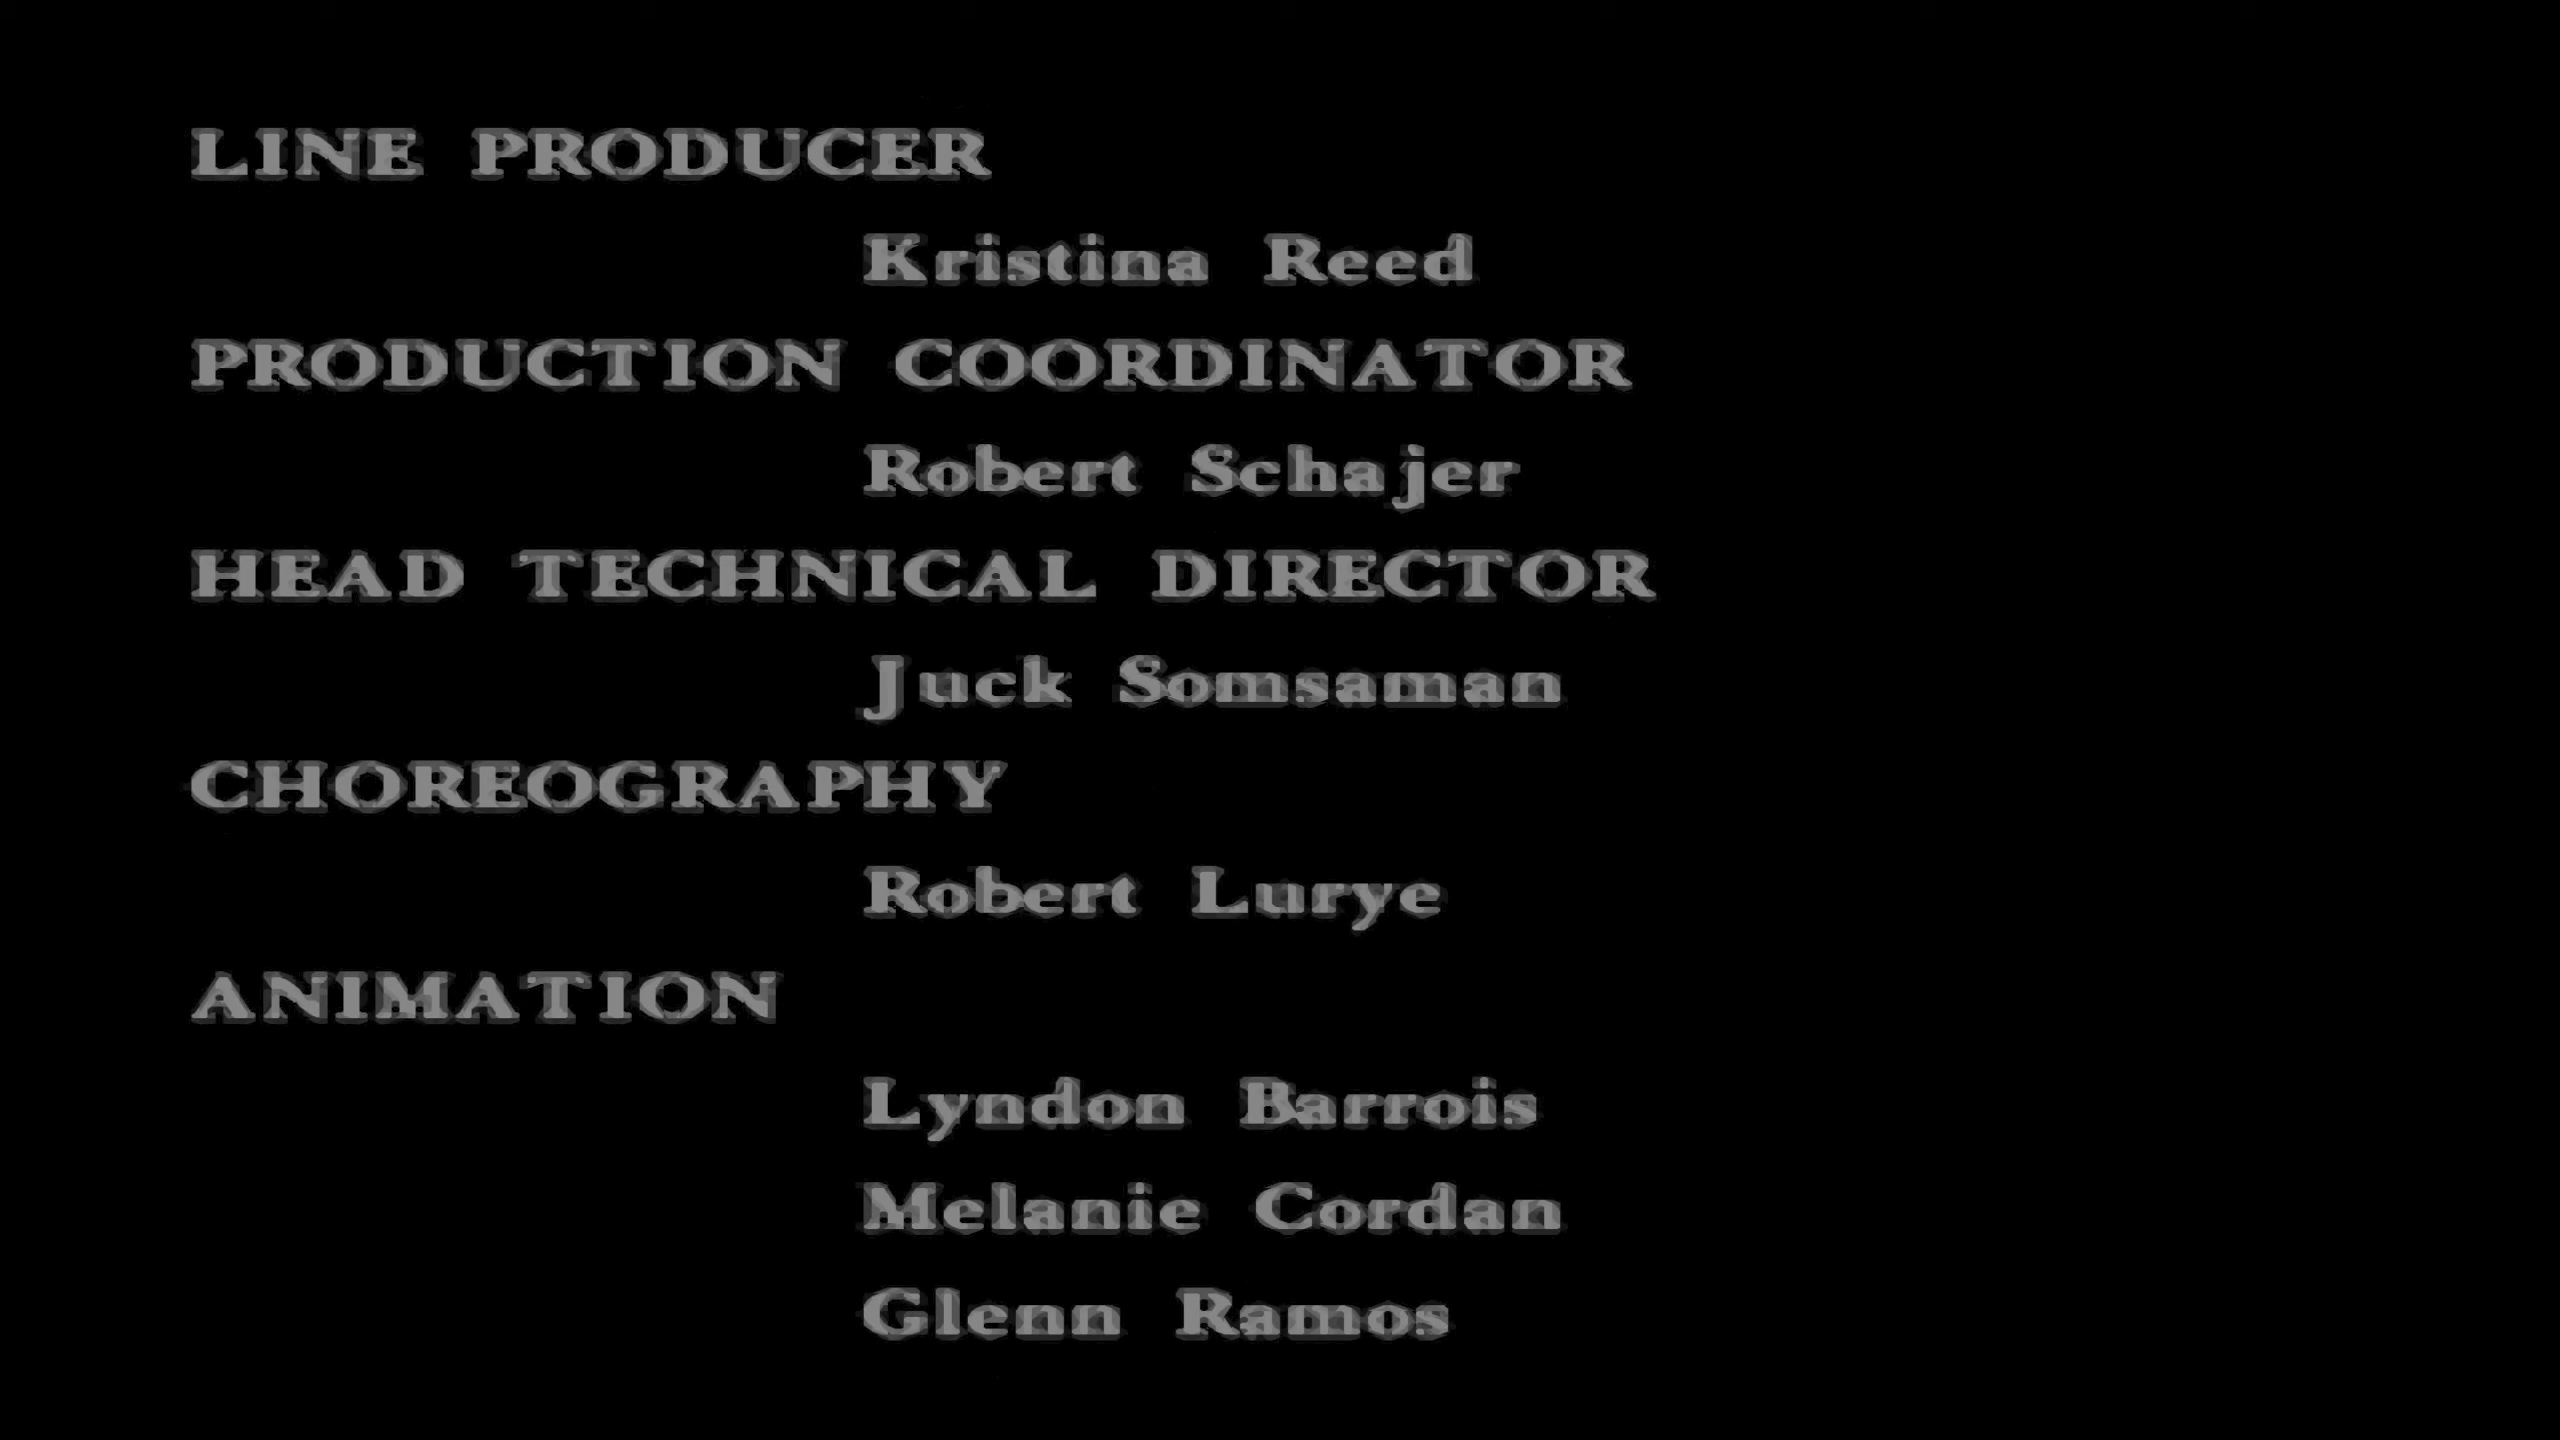 LINE PRODUCER
Kristina Reed
PRODUCTION COORDINATOR
Robert Schajer
HEAD TECHNICAL DIRECTOR
Juck Somsaman
CHOREOGRAPHY
Robert Lurye
ANIMATION
Lyndon Barrois
Melanie Cordan
Glenn Ramos